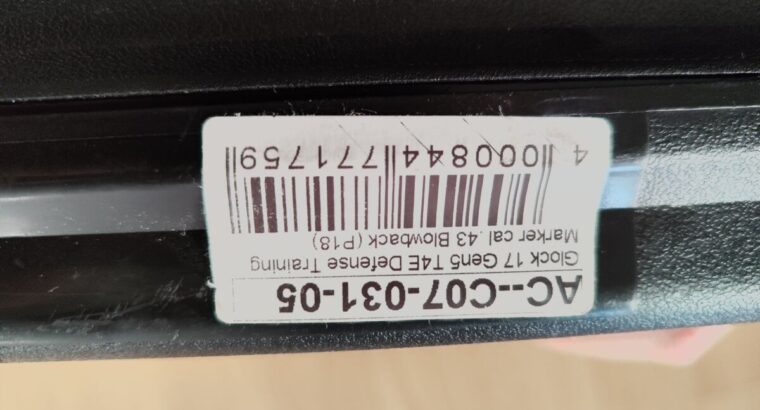 AC--C07-031-05
Glock 17 Gen5 T4E Defense Training
Marker cal .43 Blowback (P18)
4 000844 771759